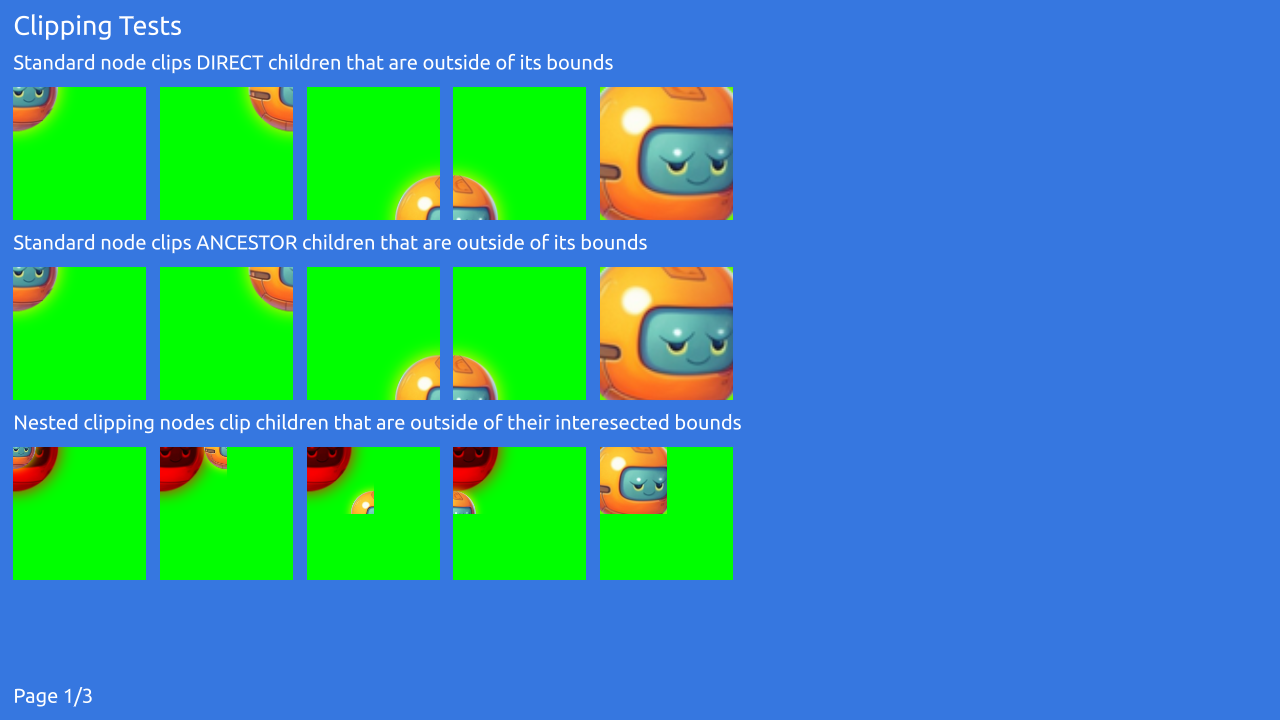 Clipping Tests
Standard node clips DIRECT children that are outside of its bounds
Standard node clips ANCESTOR children that are outside of its bounds
Nested clipping nodes clip children that are outside of their interesected bounds
Page 1/3